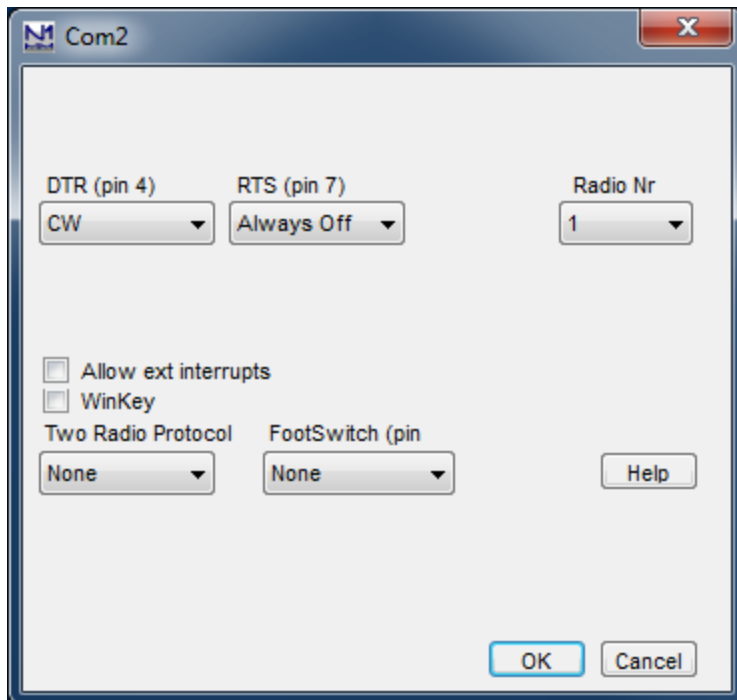 N1 Com2
DTR (pin 4) RTS (pin 7) Radio Nr
CW Always Off 1
Allow ext interrupts
WinKey
Two Radio Protocol FootSwitch (pin
None None Help
OK Cancel